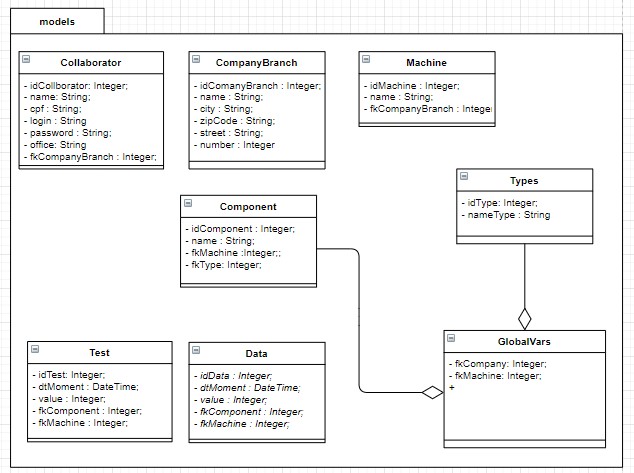 models
Collaborator
- idCollborator: Integer;
- name: String;
- cpf : String;
- login : String
- password : String;
- office: String
- fkCompanyBranch : Integer;
CompanyBranch
- idComanyBranch : Integer;
- name : String;
- city : String;
- zipCode : String;
- street : String;
- number : Integer
Machine
- idMachine : Integer;
- name : String;
- fkCompanyBranch : Intege
Types
- idType: Integer;
- nameType : String
Component
- idComponent : Integer;
- name : String;
- fkMachine :Integer;;
- fkType: Integer;
GlobalVars
- fkCompany: Integer;
- fkMachine: Integer;
+
Test
- idTest: Integer;
- dtMoment : DateTime;
- value : Integer;
- fkComponent : Integer;
- fkMachine : Integer;
Data
- idData : Integer;
- dtMoment : DateTime;
- value : Integer;
- fkComponent : Integer;
- fkMachine : Integer;